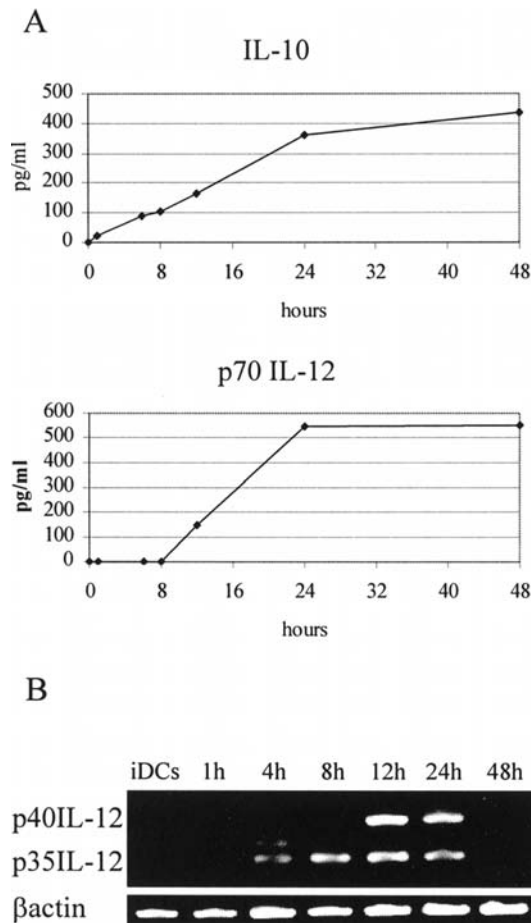 A
IL-10
500
400
300
200
100
0
pg/ml
0 8 16 24 32 40 48
hours
p70 IL-12
600
500
400
300
200
100
0
pg/ml
0 8 16 24 32 40 48
hours
B
iDCs 1h 4h 8h 12h 24h 48h
p40IL-12
p35IL-12
βactin